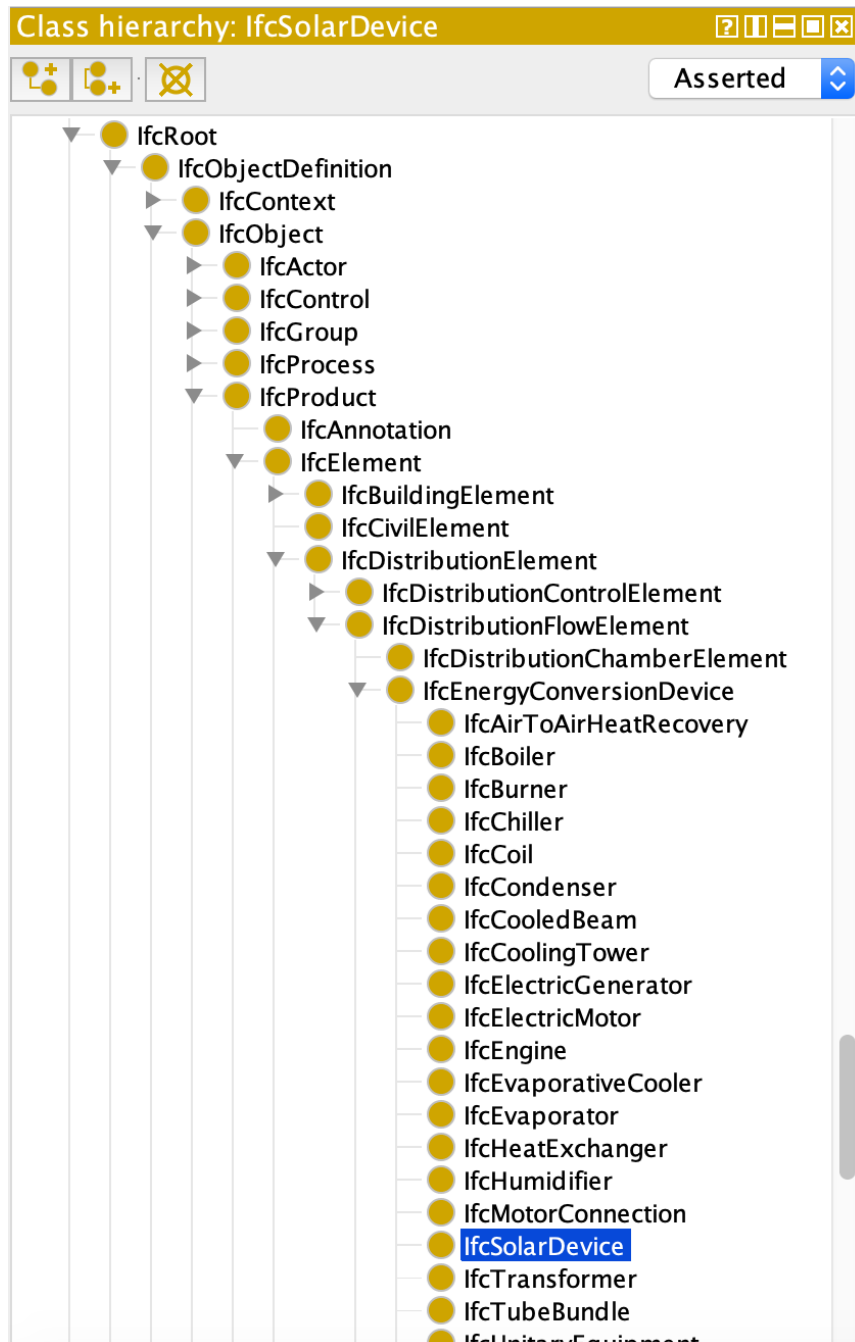 Class hierarchy: IfcSolarDevice
Asserted
IfcRoot
IfcObjectDefinition
IfcContext
IfcObject
IfcActor
IfcControl
IfcGroup
IfcProcess
IfcProduct
IfcAnnotation
IfcElement
IfcBuildingElement
IfcCivilElement
IfcDistributionElement
IfcDistributionControlElement
IfcDistributionFlowElement
IfcDistributionChamberElement
IfcEnergyConversionDevice
IfcAirToAirHeatRecovery
IfcBoiler
IfcBurner
IfcChiller
IfcCoil
IfcCondenser
IfcCooledBeam
IfcCoolingTower
IfcElectricGenerator
IfcElectricMotor
IfcEngine
IfcEvaporativeCooler
IfcEvaporator
IfcHeatExchanger
IfcHumidifier
IfcMotorConnection
IfcSolarDevice
IfcTransformer
IfcTubeBundle
IfcUnitaryEquipment